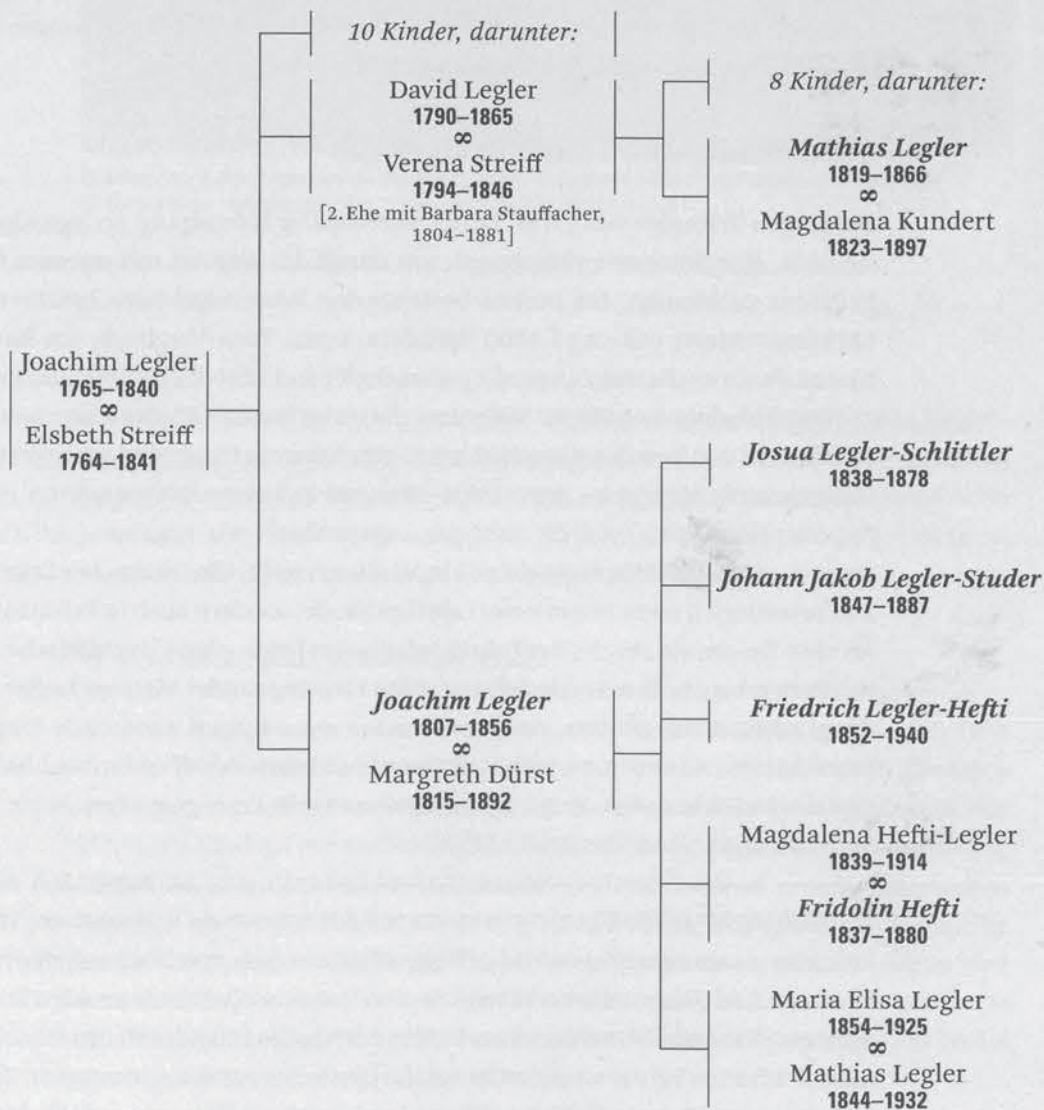 10 Kinder, darunter:
David Legler
1790–1865
∞
Verena Streiff
1794–1846
[2. Ehe mit Barbara Stauffacher,
1804–1881]
8 Kinder, darunter:
Mathias Legler
1819–1866
∞
Magdalena Kundert
1823–1897
Joachim Legler
1765–1840
∞
Elsbeth Streiff
1764–1841
Joachim Legler
1807–1856
∞
Margreth Dürst
1815–1892
Josua Legler-Schlittler
1838–1878
Johann Jakob Legler-Studer
1847–1887
Friedrich Legler-Hefti
1852–1940
Magdalena Hefti-Legler
1839–1914
∞
Fridolin Hefti
1837–1880
Maria Elisa Legler
1854–1925
∞
Mathias Legler
1844–1932